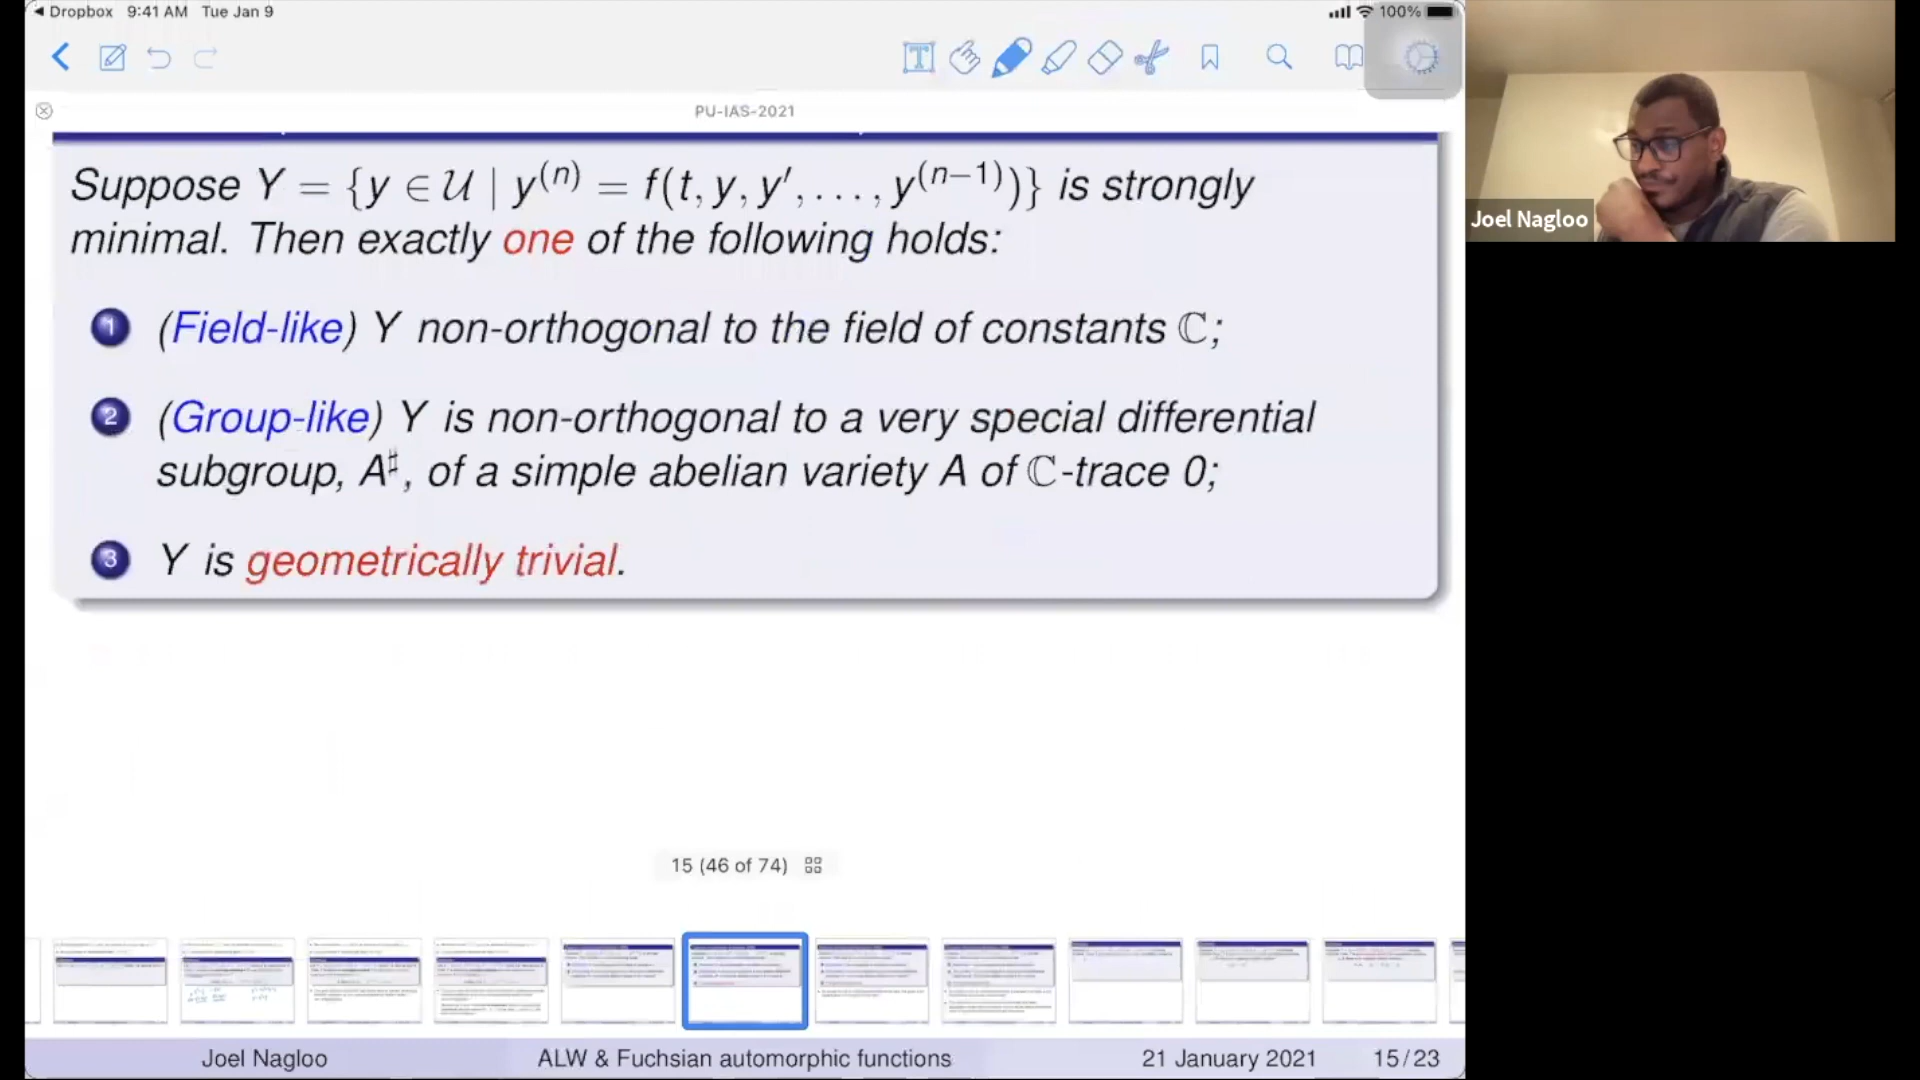 ◀ Dropbox 9:41 AM Tue Jan 9 100%
PU-IAS-2021
Suppose Y = {y ∈ 𝒰 | y⁽ⁿ⁾ = f(t, y, y′, . . . , y⁽ⁿ⁻¹⁾)} is strongly
minimal. Then exactly one of the following holds:
1 (Field-like) Y non-orthogonal to the field of constants ℂ;
2 (Group-like) Y is non-orthogonal to a very special differential
subgroup, A♯, of a simple abelian variety A of ℂ-trace 0;
3 Y is geometrically trivial.
15 (46 of 74)
Joel Nagloo ALW & Fuchsian automorphic functions 21 January 2021 15/23
Joel Nagloo